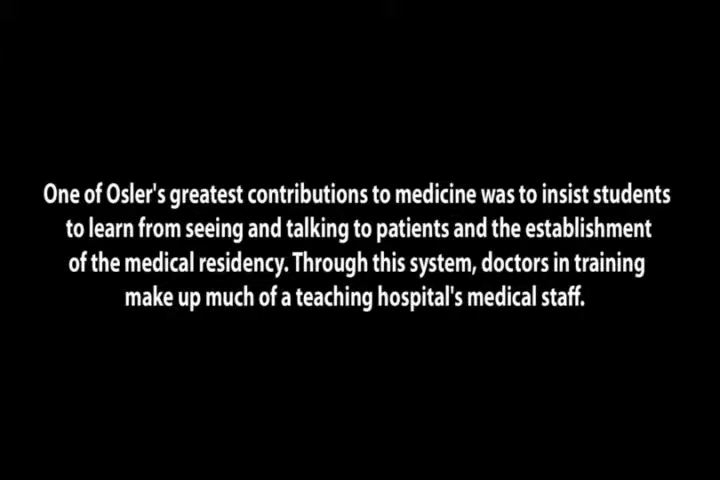 One of Osler's greatest contributions to medicine was to insist students
to learn from seeing and talking to patients and the establishment
of the medical residency. Through this system, doctors in training
make up much of a teaching hospital's medical staff.